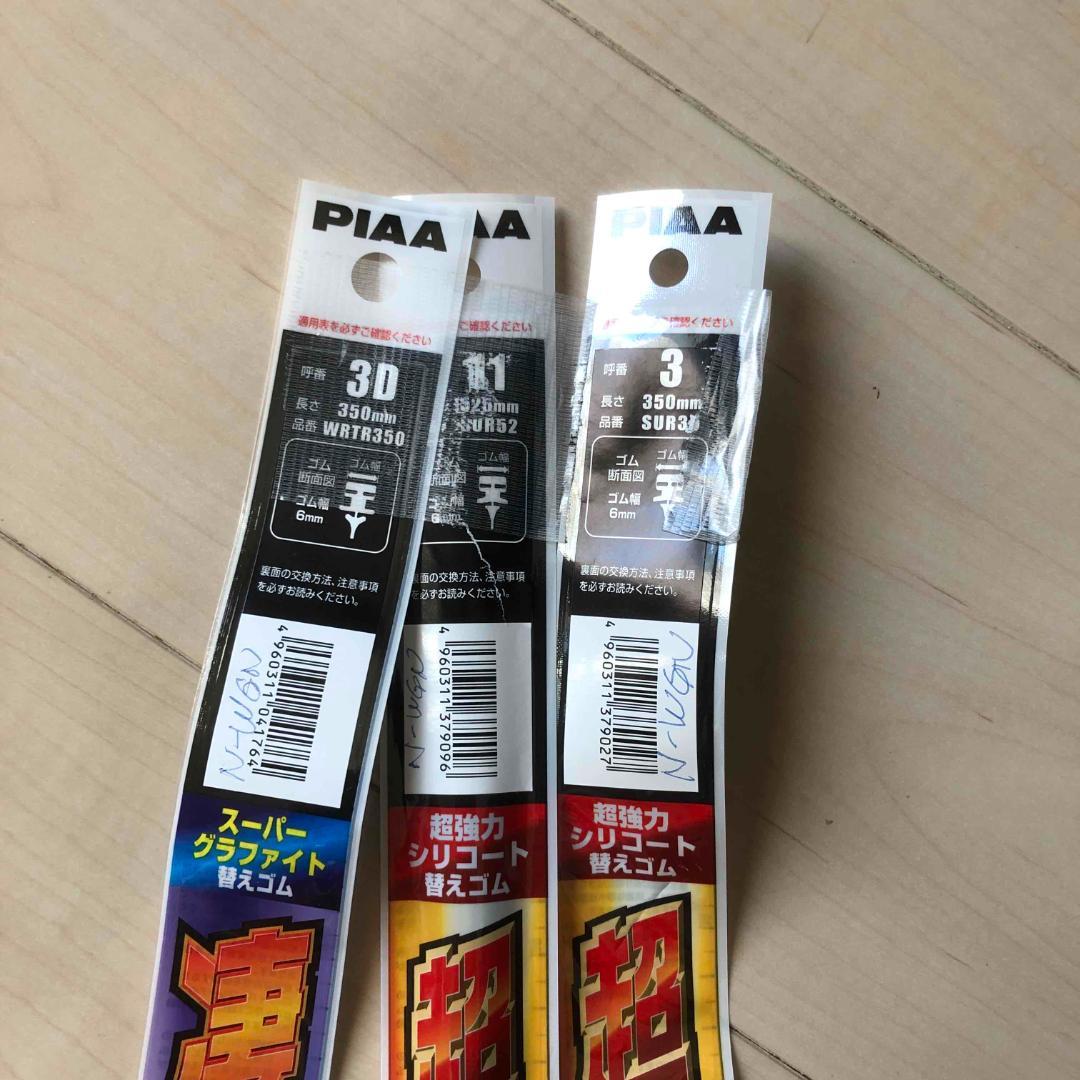 PIAA
適用表を必ずご確認ください
呼番 3D
長さ 350mm
品番 WRTR350
ゴム断面図
ゴム幅
ゴム幅
6mm
裏面の交換方法、注意事項
を必ずお読みください。
4960311041764
N-WGN
スーパー
グラファイト
替えゴム
AA
ご確認ください
11
525mm
SUR52
ゴム幅
裏面の交換方法、注意事項
を必ずお読みください。
4960311379096
N-WGN
超強力
シリコート
替えゴム
超
PIAA
ください
呼番 3
長さ 350mm
品番
ゴム
断面図
ゴム幅
ゴム幅
6mm
裏面の交換方法、注意事項
を必ずお読みください。
4960311379027
N-WGN
超強力
シリコート
替えゴム
超